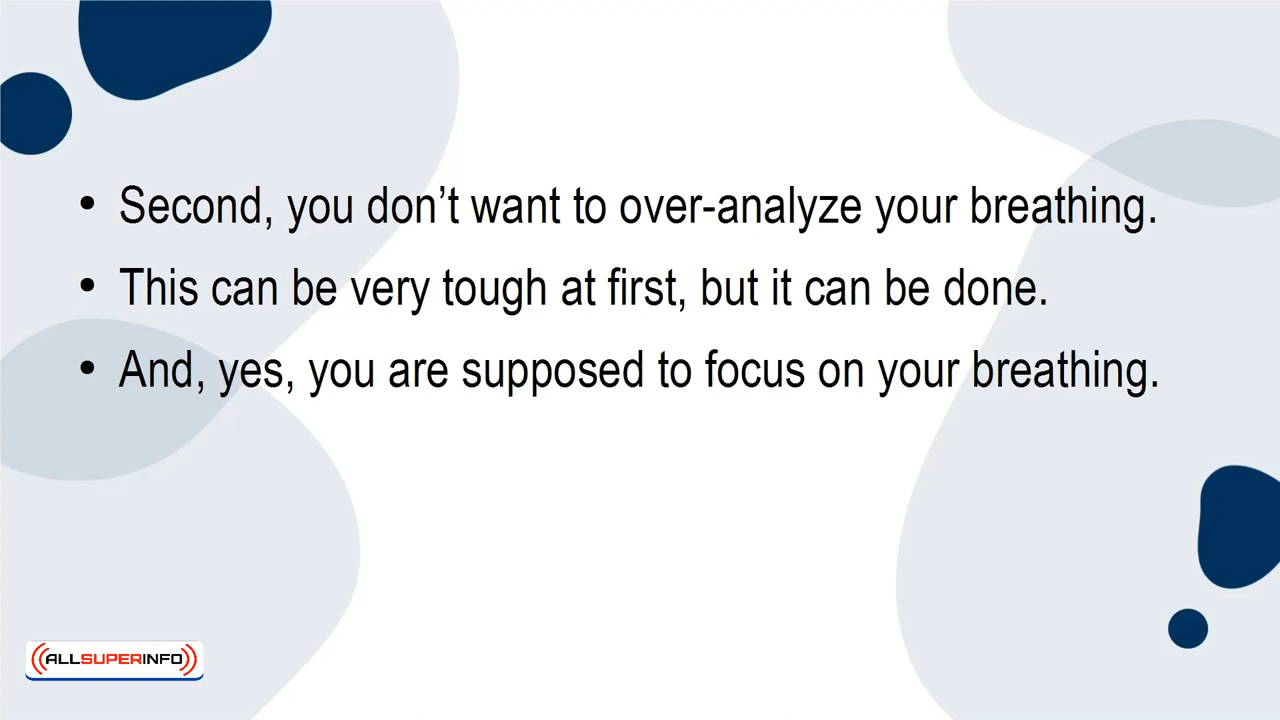 • Second, you don’t want to over-analyze your breathing.
• This can be very tough at first, but it can be done.
• And, yes, you are supposed to focus on your breathing.
ALLSUPERINFO